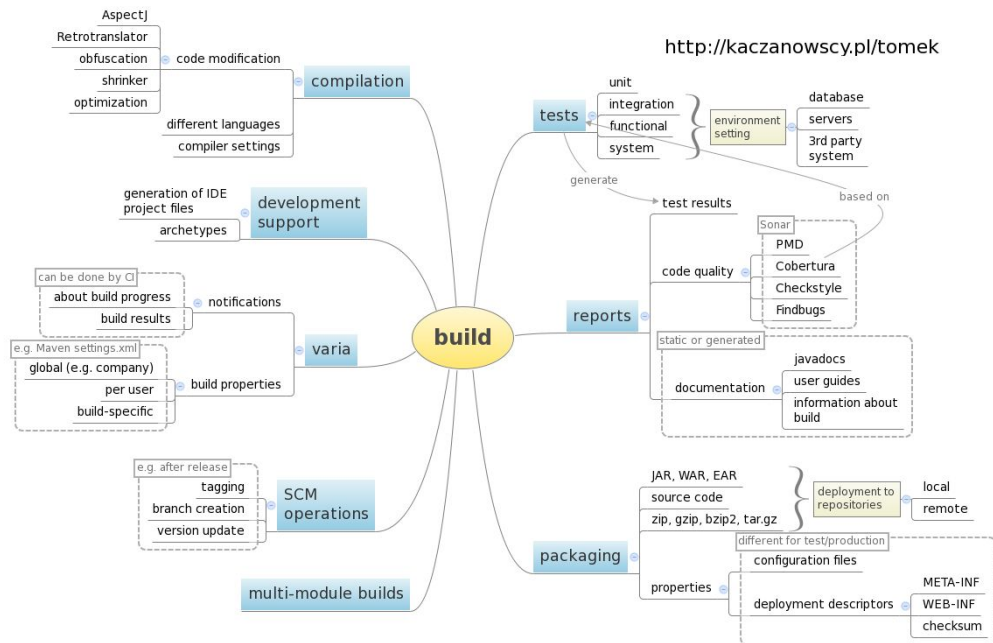 http://kaczanowscy.pl/tomek
build
compilation
code modification
AspectJ
Retrotranslator
obfuscation
shrinker
optimization
different languages
compiler settings
development
support
generation of IDE
project files
archetypes
varia
notifications
can be done by CI
about build progress
build results
build properties
e.g. Maven settings.xml
global (e.g. company)
per user
build-specific
SCM
operations
e.g. after release
tagging
branch creation
version update
multi-module builds
tests
unit
integration
functional
system
environment
setting
database
servers
3rd party
system
generate
based on
reports
test results
code quality
Sonar
PMD
Cobertura
Checkstyle
Findbugs
static or generated
documentation
javadocs
user guides
information about
build
packaging
JAR, WAR, EAR
source code
zip, gzip, bzip2, tar.gz
deployment to
repositories
local
remote
properties
different for test/production
configuration files
deployment descriptors
META-INF
WEB-INF
checksum